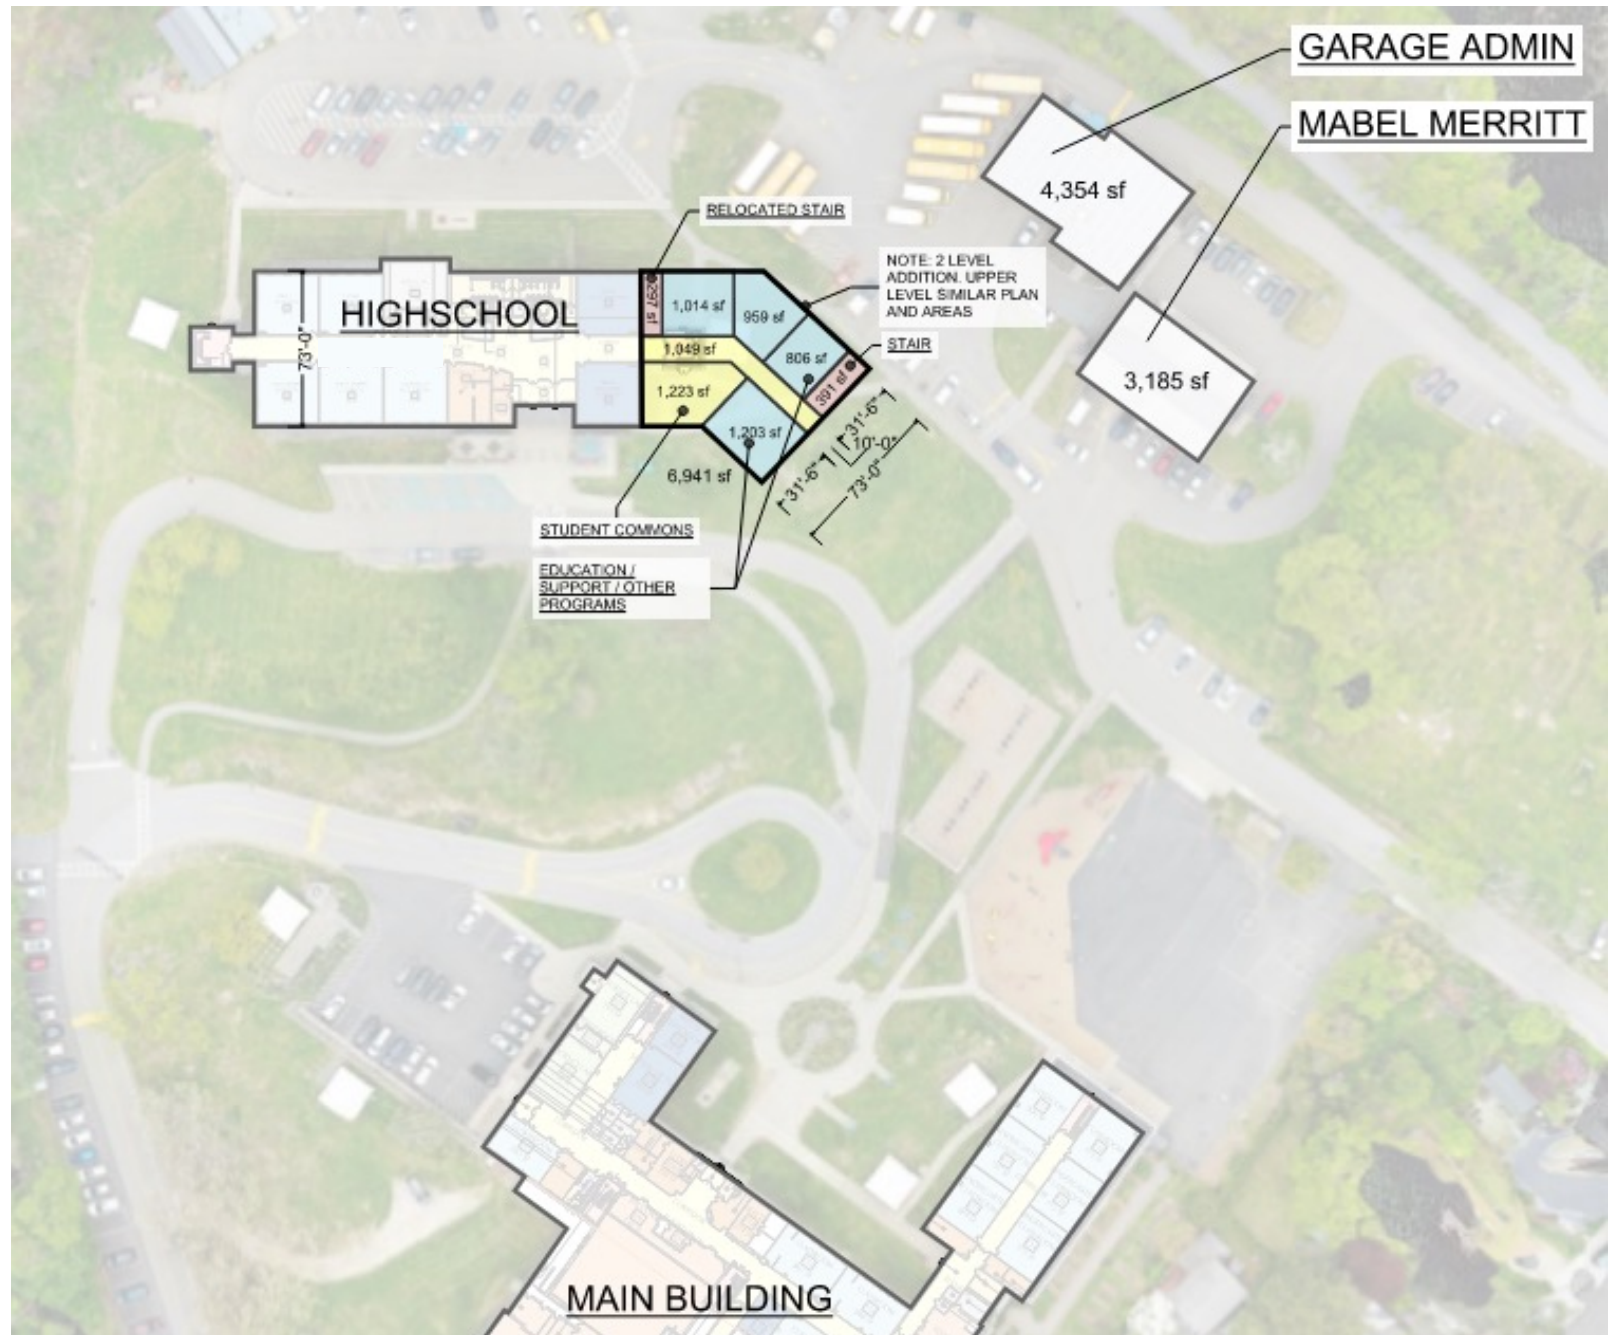 GARAGE ADMIN
MABEL MERRITT
4,354 sf
3,185 sf
RELOCATED STAIR
NOTE: 2 LEVEL
ADDITION. UPPER
LEVEL SIMILAR PLAN
AND AREAS
STAIR
HIGHSCHOOL
73'-0"
297 sf
1,014 sf
959 sf
1,049 sf
806 sf
391 sf
1,223 sf
1,203 sf
6,941 sf
31'-6"
10'-0"
31'-6"
73'-0"
STUDENT COMMONS
EDUCATION /
SUPPORT / OTHER
PROGRAMS
MAIN BUILDING